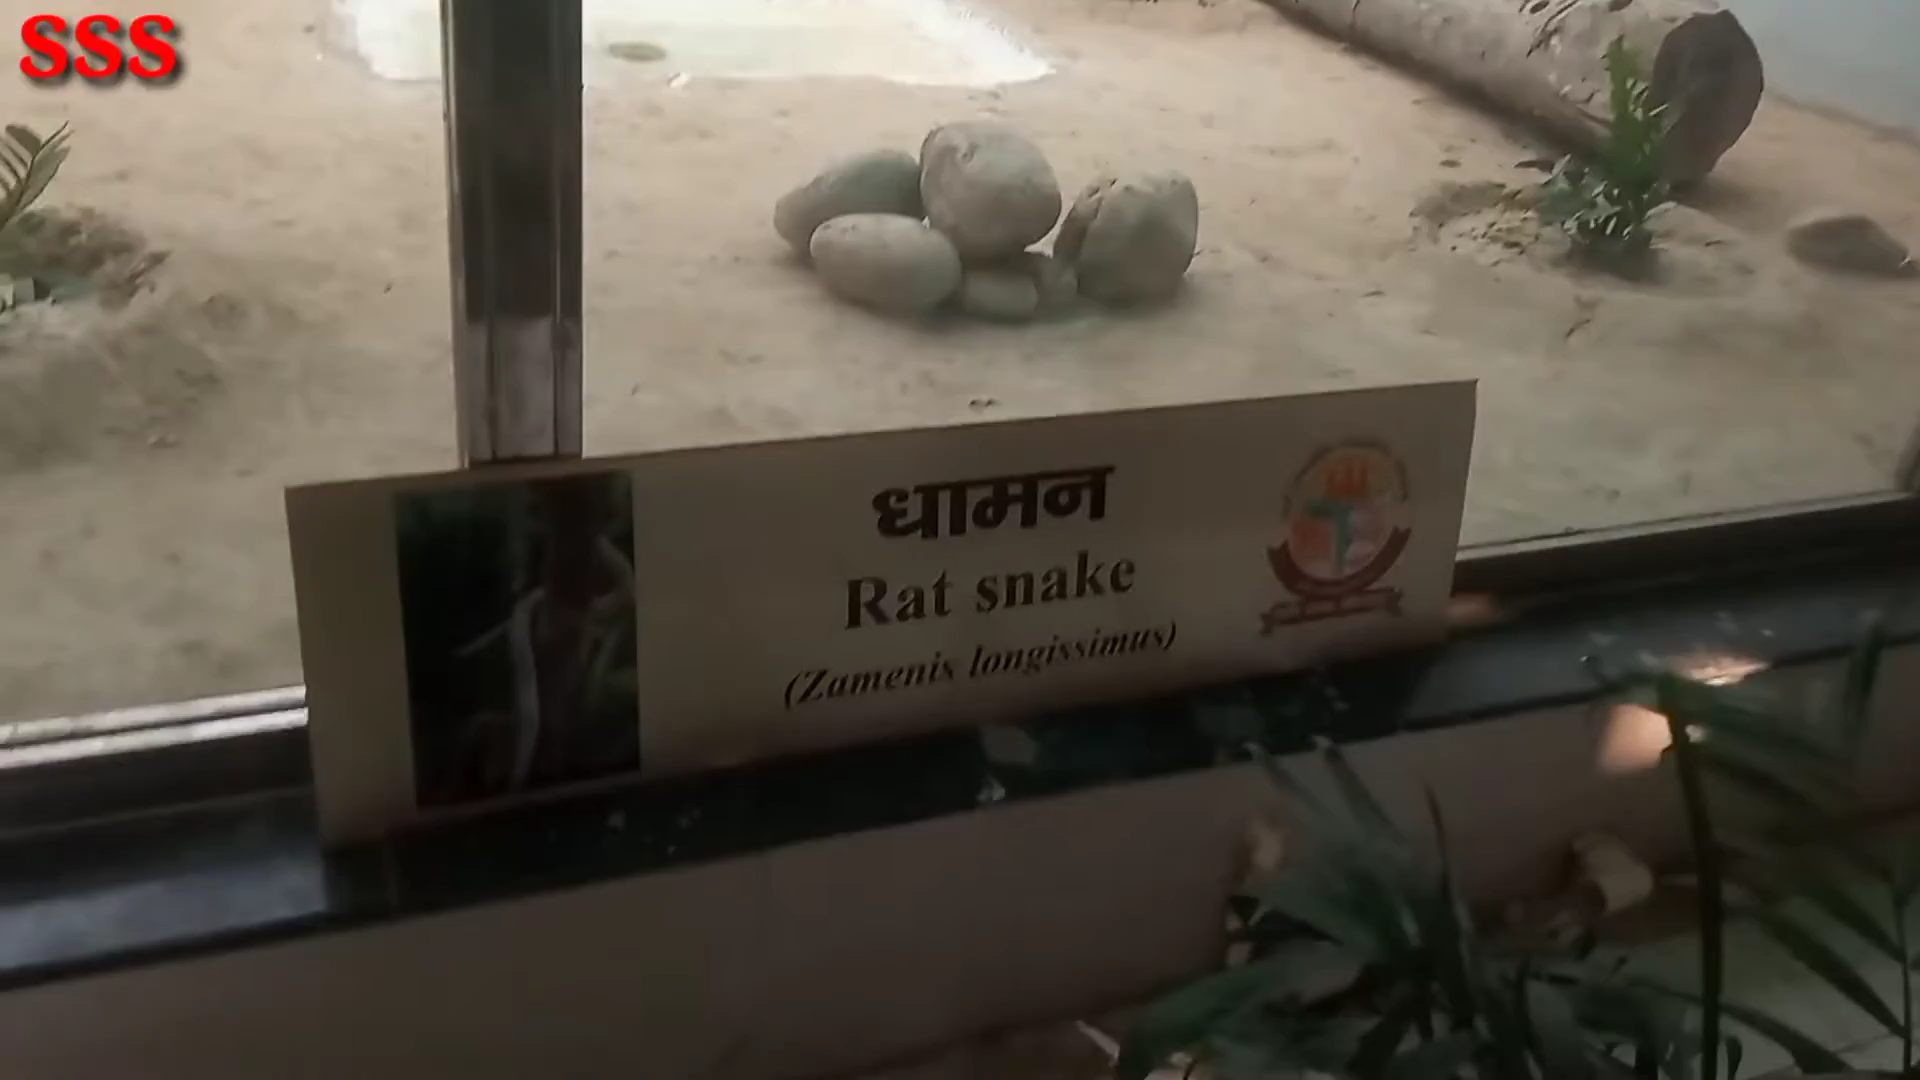 SSS
धामन
Rat snake
(Zamenis longissimus)